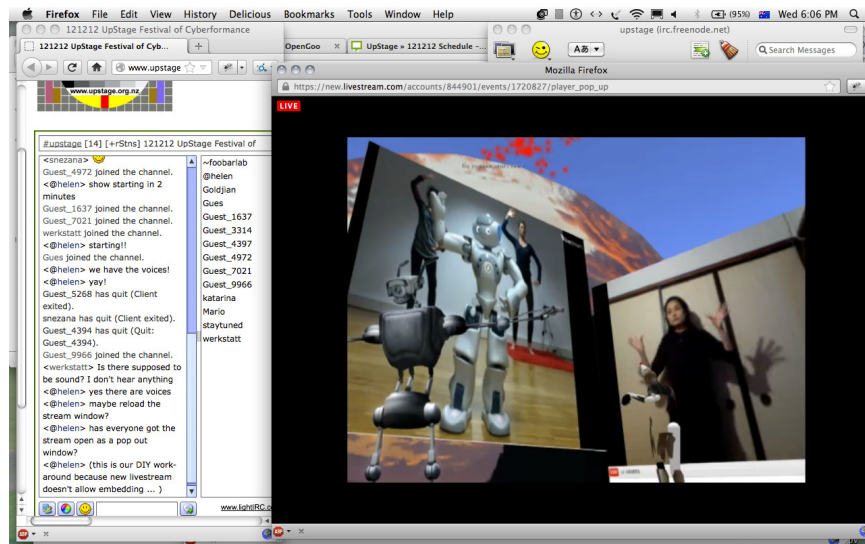 Firefox File Edit View History Delicious Bookmarks Tools Window Help (95%) Wed 6:06 PM
121212 UpStage Festival of Cyberformance
upstage (irc.freenode.net)
121212 UpStage Festival of Cyb...
OpenGoo
UpStage » 121212 Schedule -...
Aあ
Search Messages
www.upstage
Mozilla Firefox
https://new.livestream.com/accounts/844901/events/1720827/player_pop_up
www.upstage.org.nz
LIVE
#upstage [14] [+rStns] 121212 UpStage Festival of
<snezana>
Guest_4972 joined the channel.
<@helen> show starting in 2
minutes
Guest_1637 joined the channel.
Guest_7021 joined the channel.
werkstatt joined the channel.
<@helen> starting!!
Gues joined the channel.
<@helen> we have the voices!
<@helen> yay!
Guest_5268 has quit (Client
exited).
snezana has quit (Client exited).
Guest_4394 has quit (Quit:
Guest_4394).
Guest_9966 joined the channel.
<werkstatt> Is there supposed to
be sound? I don't hear anything
<@helen> yes there are voices
<@helen> maybe reload the
stream window?
<@helen> has everyone got the
stream open as a pop out
window?
<@helen> (this is our DIY work-
around because new livestream
doesn't allow embedding ... )
~foobarlab
@helen
Goldjian
Gues
Guest_1637
Guest_3314
Guest_4397
Guest_4972
Guest_7021
Guest_9966
katarina
Mario
staytuned
werkstatt
www.lightIRC.c
ABP
ABP